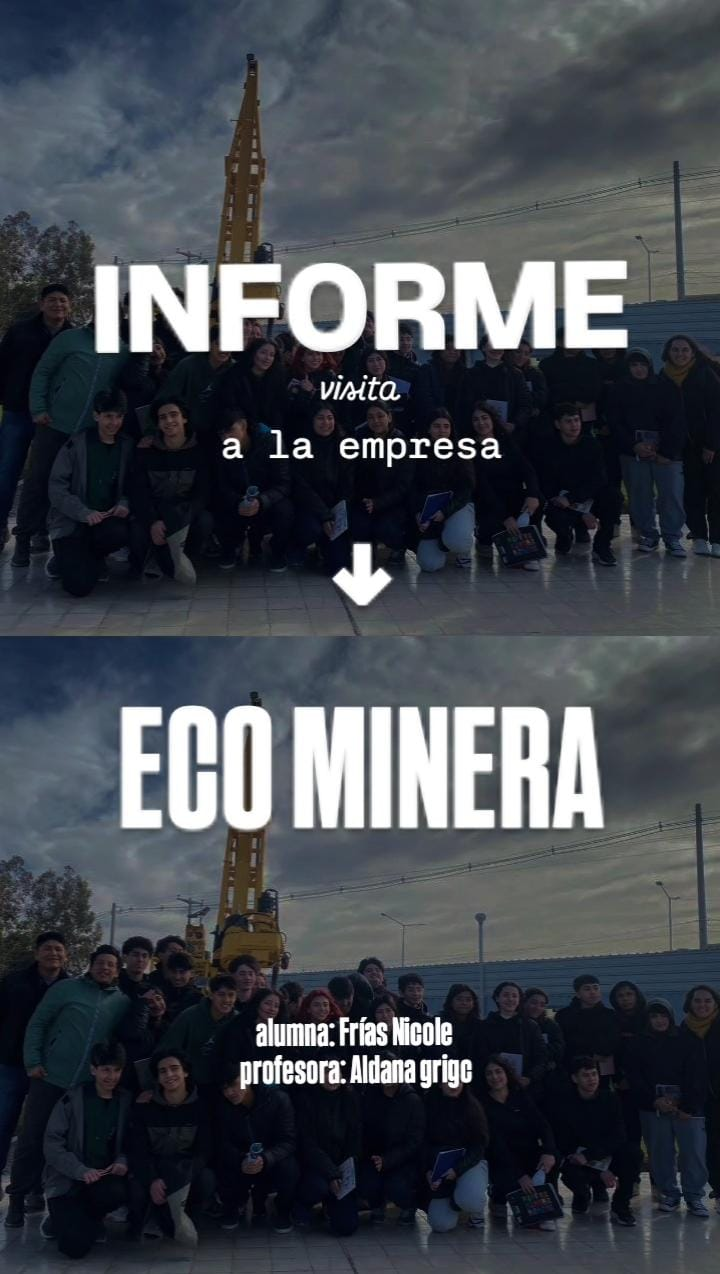 INFORME
visita
a la empresa
ECO MINERA
alumna: Frías Nicole
profesora: Aldana grigc